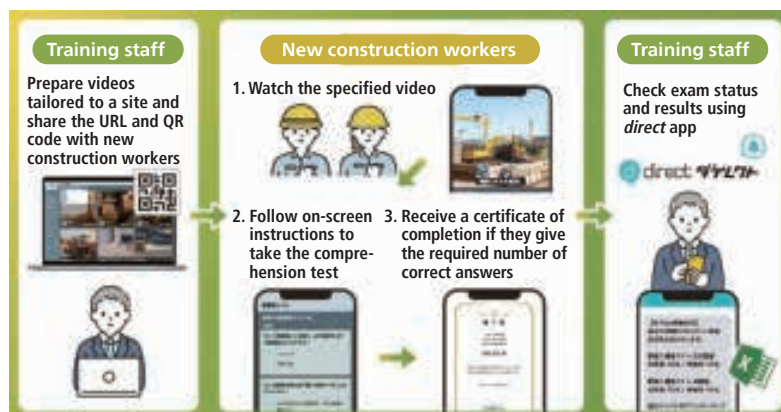 Training staff
Prepare videos
tailored to a site and
share the URL and QR
code with new
construction workers
New construction workers
1. Watch the specified video
2. Follow on-screen
instructions to
take the compre-
hension test
3. Receive a certificate of
completion if they give
the required number of
correct answers
Training staff
Check exam status
and results using
direct app
direct ダイレクト